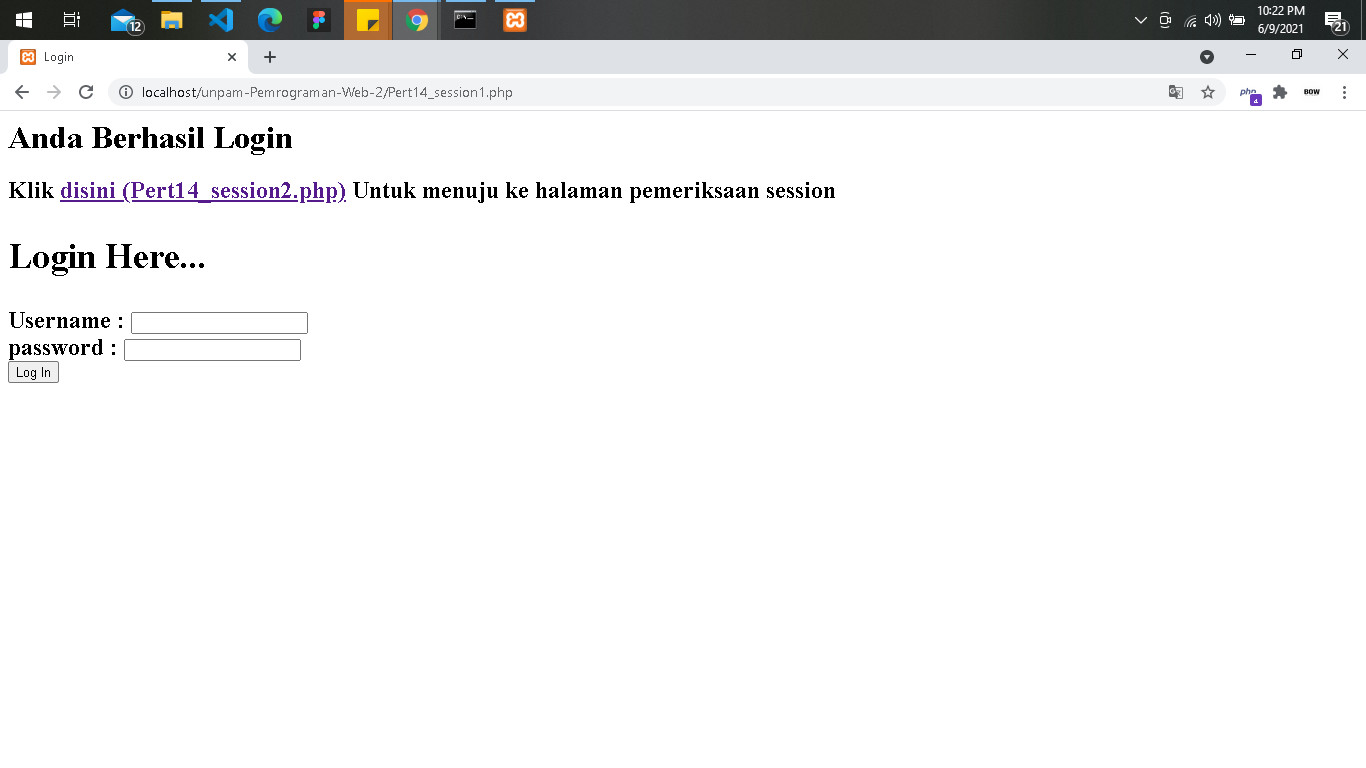 12
10:22 PM
6/9/2021
21
Login
localhost/unpam-Pemrograman-Web-2/Pert14_session1.php
php
4
BOW
Anda Berhasil Login
Klik disini (Pert14_session2.php) Untuk menuju ke halaman pemeriksaan session
Login Here...
Username :
password :
Log In